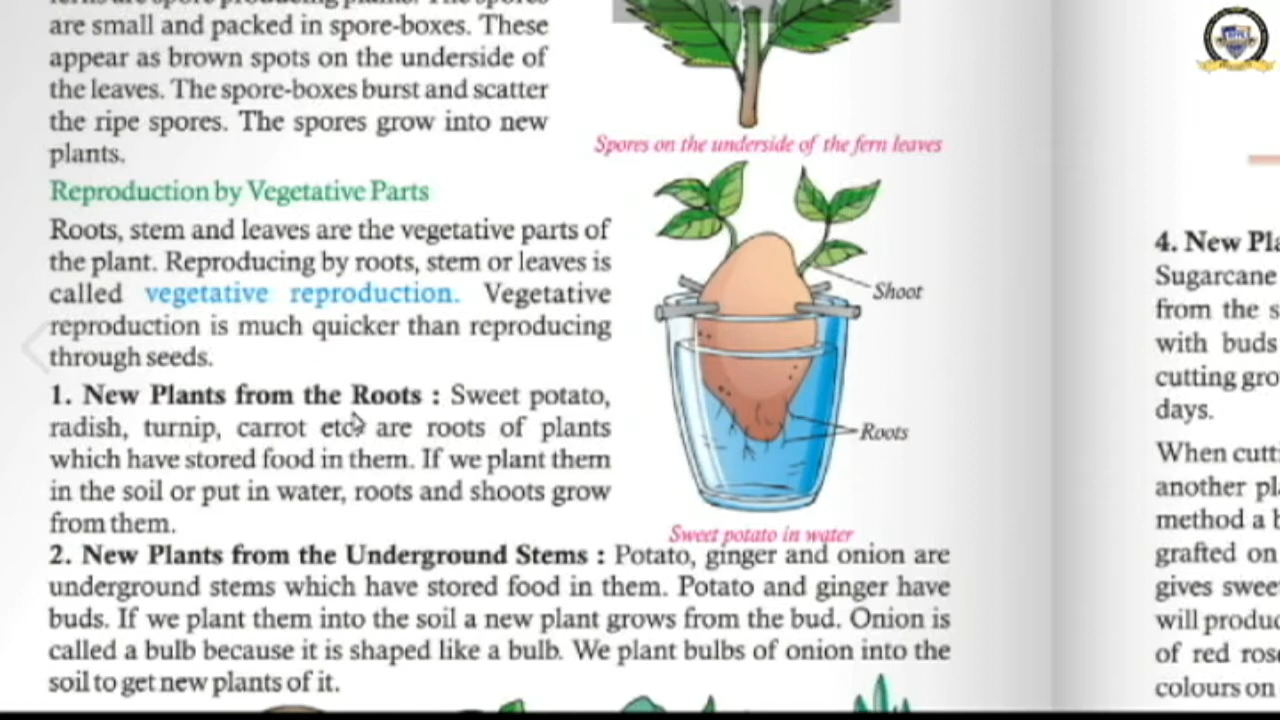 are small and packed in spore-boxes. These
appear as brown spots on the underside of
the leaves. The spore-boxes burst and scatter
the ripe spores. The spores grow into new
plants.
Spores on the underside of the fern leaves
Reproduction by Vegetative Parts
Roots, stem and leaves are the vegetative parts of
the plant. Reproducing by roots, stem or leaves is
called vegetative reproduction. Vegetative
reproduction is much quicker than reproducing
through seeds.
Shoot
Roots
Sweet potato in water
1. New Plants from the Roots : Sweet potato,
radish, turnip, carrot etc. are roots of plants
which have stored food in them. If we plant them
in the soil or put in water, roots and shoots grow
from them.
2. New Plants from the Underground Stems : Potato, ginger and onion are
underground stems which have stored food in them. Potato and ginger have
buds. If we plant them into the soil a new plant grows from the bud. Onion is
called a bulb because it is shaped like a bulb. We plant bulbs of onion into the
soil to get new plants of it.
4. New Pla
Sugarcane
from the s
with buds
cutting gro
days.
When cutt
another pl
method a b
grafted on
gives swee
will produc
of red rose
colours on